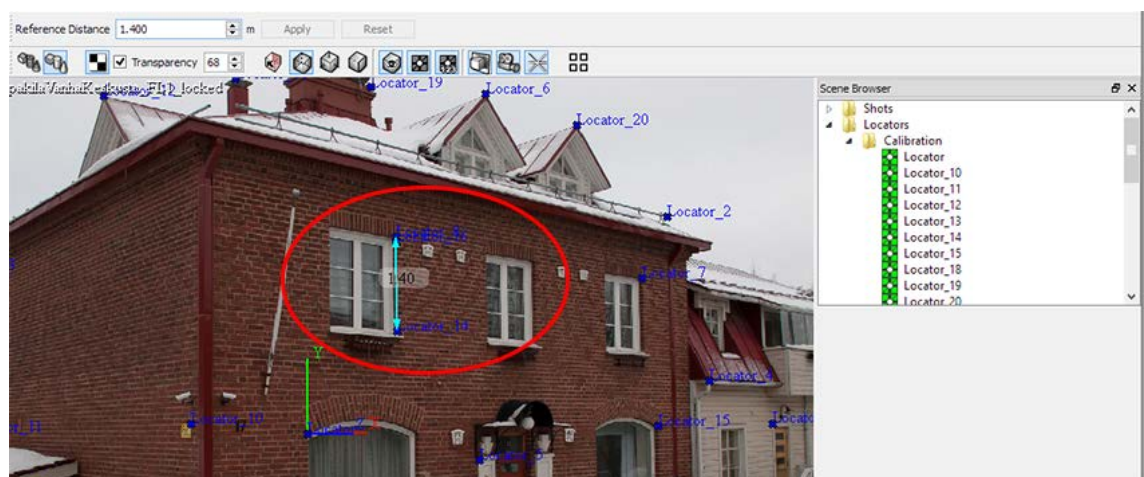 Reference Distance 1.400 m Apply Reset
Transparency 68
Scene Browser
Shots
Locators
Calibration
Locator
Locator_10
Locator_11
Locator_12
Locator_13
Locator_14
Locator_15
Locator_18
Locator_19
Locator_20
Locator_19
Locator_6
Locator_20
Locator_2
Locator_7
1.40
Y
Locator_4
Locator_10
Locator_15
Locator_5